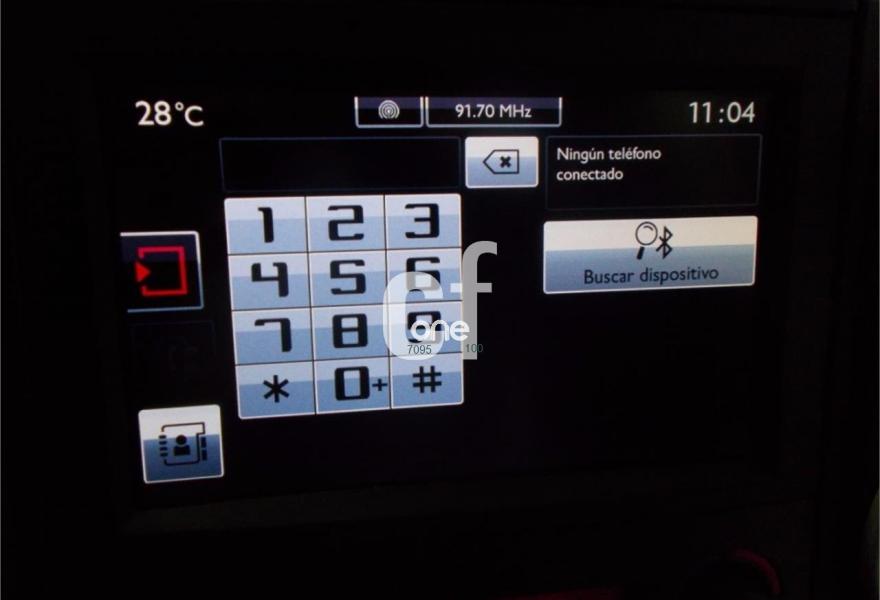 28°C
91.70 MHz
11:04
Ningún teléfono
conectado
Buscar dispositivo
1 2 3
4 5 6
7 8 9
* 0+ #
cf
one
7095 100